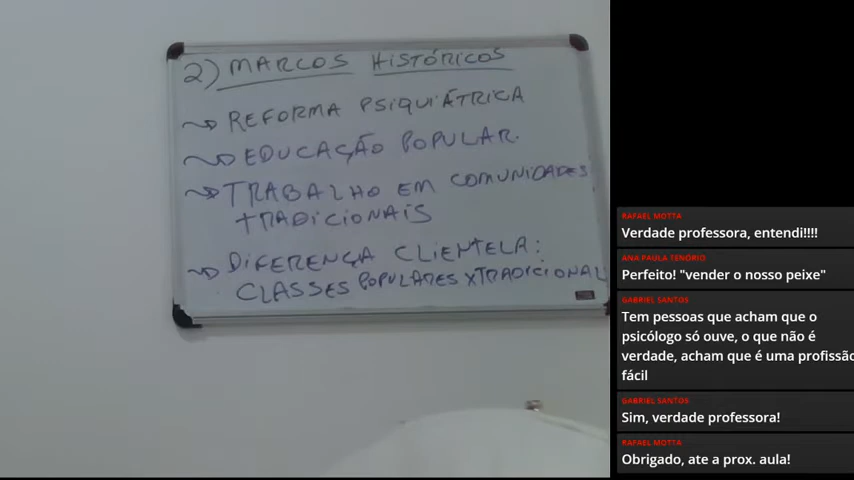 2) MARCOS HISTÓRICOS
REFORMA PSIQUIÁTRICA
EDUCAÇÃO POPULAR.
TRABALHO EM COMUNIDADES
TRADICIONAIS
DIFERENÇA CLIENTELA:
CLASSES POPULARES X TRADICIONAL
RAFAEL MOTTA
Verdade professora, entendi!!!!
ANA PAULA TENÓRIO
Perfeito! "vender o nosso peixe"
GABRIEL SANTOS
Tem pessoas que acham que o
psicólogo só ouve, o que não é
verdade, acham que é uma profissão
fácil
GABRIEL SANTOS
Sim, verdade professora!
RAFAEL MOTTA
Obrigado, ate a prox. aula!